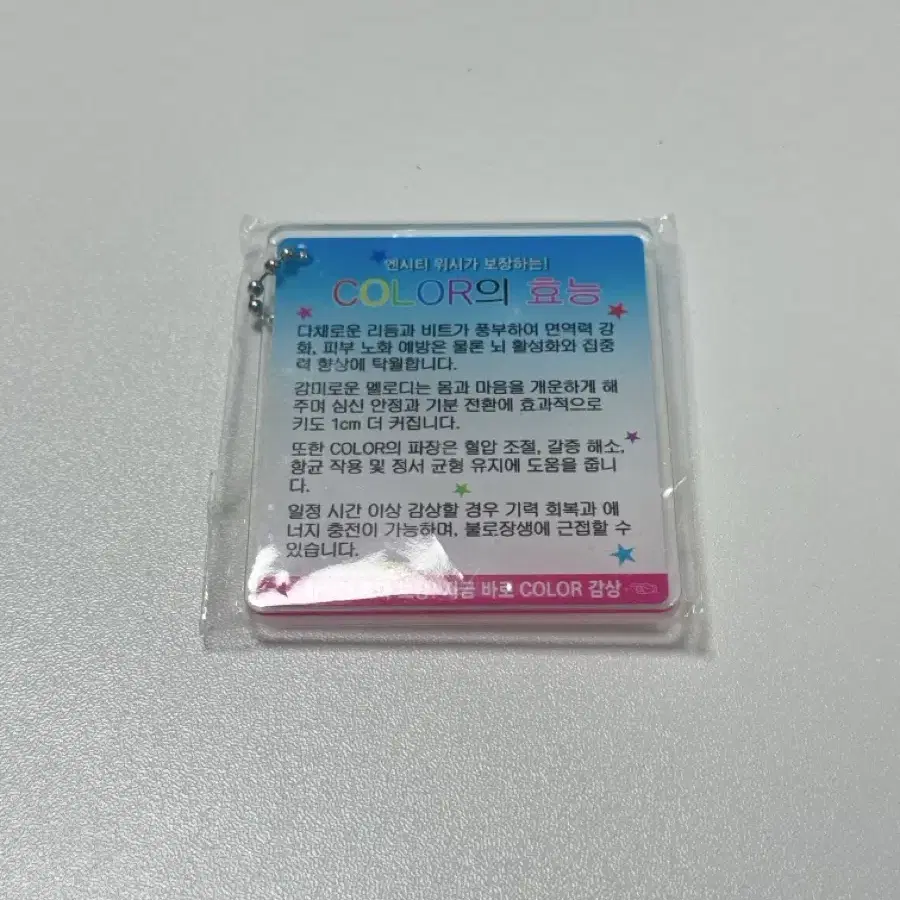 엔시티 위시가 보장하는!
COLOR의 효능
다채로운 리듬과 비트가 풍부하여 면역력 강
화, 피부 노화 예방은 물론 뇌 활성화와 집중
력 향상에 탁월합니다.
감미로운 멜로디는 몸과 마음을 개운하게 해
주며 심신 안정과 기분 전환에 효과적으로
키도 1cm 더 커집니다.
또한 COLOR의 파장은 혈압 조절, 갈증 해소,
항균 작용 및 정서 균형 유지에 도움을 줍니
다.
일정 시간 이상 감상할 경우 기력 회복과 에
너지 충전이 가능하며, 불로장생에 근접할 수
있습니다.
지금 바로 COLOR 감상